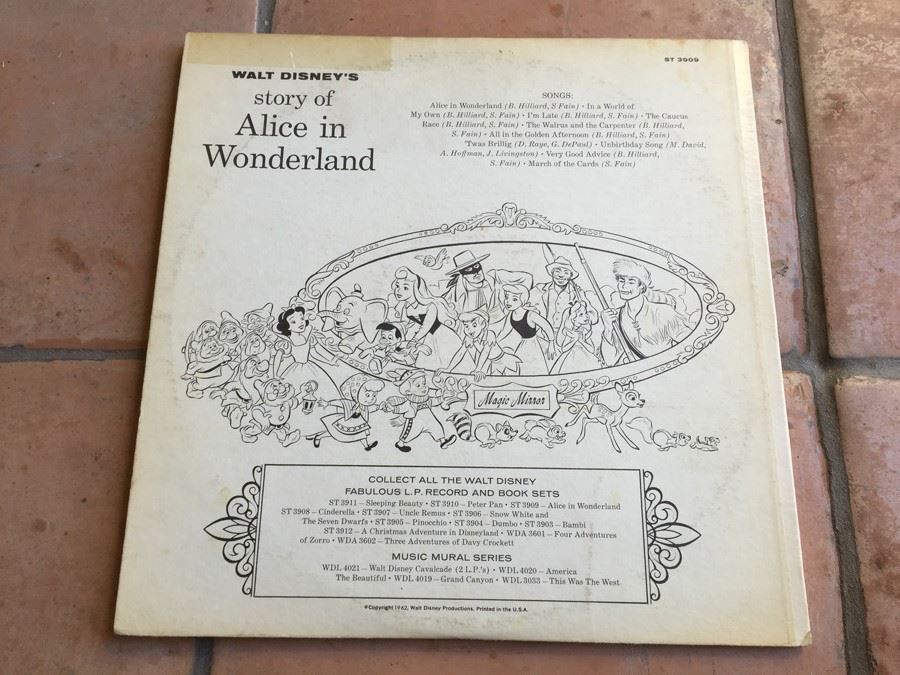 ST 3909
WALT DISNEY'S
story of
Alice in
Wonderland
SONGS:
Alice in Wonderland (B. Hilliard, S Fain) • In a World of
My Own (B. Hilliard, S. Fain) • I'm Late (B. Hilliard, S. Fain) • The Caucus
Race (B. Hilliard, S. Fain) • The Walrus and the Carpenter (B. Hilliard,
S. Fain) • All in the Golden Afternoon (B. Hilliard, S. Fain)
'Twas Brillig (D. Raye, G. DePaul) • Unbirthday Song (M. David,
A. Hoffman, J. Livingston) • Very Good Advice (B. Hilliard,
S. Fain) • March of the Cards (S. Fain)
Magic Mirror
COLLECT ALL THE WALT DISNEY
FABULOUS L.P. RECORD AND BOOK SETS
ST 3911 – Sleeping Beauty • ST 3910 – Peter Pan • ST 3909 – Alice in Wonderland
ST 3908 – Cinderella • ST 3907 – Uncle Remus • ST 3906 – Snow White and
The Seven Dwarfs • ST 3905 – Pinocchio • ST 3904 – Dumbo • ST 3903 – Bambi
ST 3912 – A Christmas Adventure in Disneyland • WDA 3601 – Four Adventures
of Zorro • WDA 3602 – Three Adventures of Davy Crockett
MUSIC MURAL SERIES
WDL 4021 – Walt Disney Cavalcade (2 L.P.'s) • WDL 4020 – America
The Beautiful • WDL 4019 – Grand Canyon • WDL 3033 – This Was The West
©Copyright 1962, Walt Disney Productions. Printed in the U.S.A.